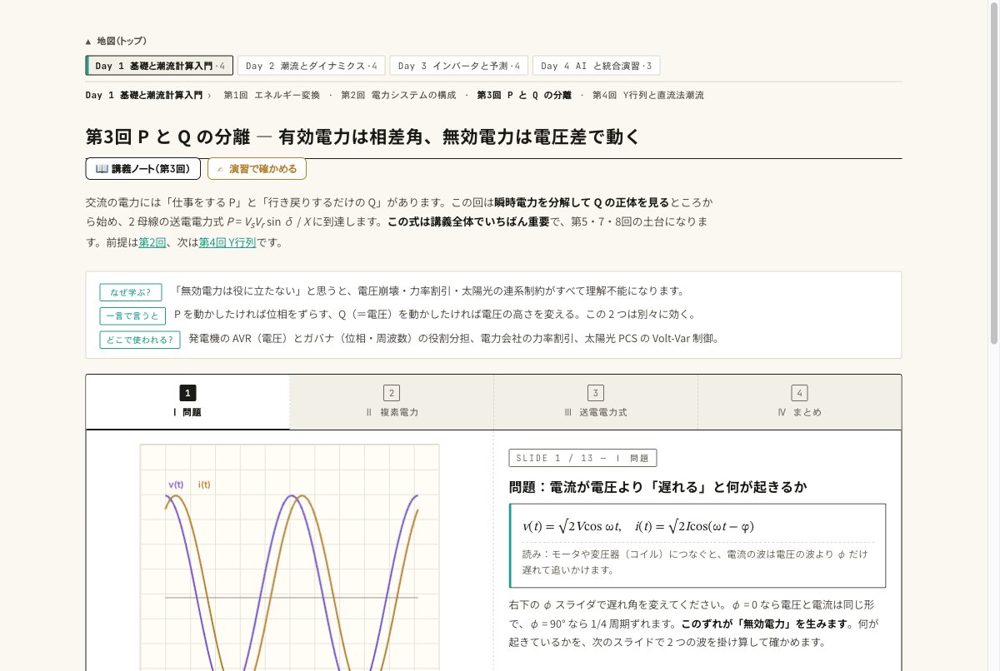 ▲ 地図(トップ)
Day 1 基礎と潮流計算入門·4 Day 2 潮流とダイナミクス·4 Day 3 インバータと予測·4 Day 4 AI と統合演習·3
Day 1 基礎と潮流計算入門 › 第1回 エネルギー変換 · 第2回 電力システムの構成 · 第3回 P と Q の分離 · 第4回 Y行列と直流法潮流
第3回 P と Q の分離 — 有効電力は相差角、無効電力は電圧差で動く
📖 講義ノート(第3回) ✍ 演習で確かめる
交流の電力には「仕事をする P」と「行き戻りするだけの Q」があります。この回は瞬時電力を分解して Q の正体を見るところか
ら始め、2 母線の送電電力式 P = VsVr sin δ / X に到達します。この式は講義全体でいちばん重要で、第5・7・8回の土台になりま
す。前提は第2回、次は第4回 Y行列です。
なぜ学ぶ? 「無効電力は役に立たない」と思うと、電圧崩壊・力率割引・太陽光の連系制約がすべて理解不能になります。
一言で言うと P を動かしたければ位相をずらす、Q（＝電圧）を動かしたければ電圧の高さを変える。この 2 つは別々に効く。
どこで使われる? 発電機の AVR（電圧）とガバナ（位相・周波数）の役割分担、電力会社の力率割引、太陽光 PCS の Volt-Var 制御。
1 2 3 4
Ⅰ 問題 Ⅱ 複素電力 Ⅲ 送電電力式 Ⅳ まとめ
v(t) i(t)
SLIDE 1 / 13 — Ⅰ 問題
問題：電流が電圧より「遅れる」と何が起きるか
v(t) = √2Vcos ωt, i(t) = √2Icos(ωt − φ)
読み：モータや変圧器（コイル）につなぐと、電流の波は電圧の波より φ だけ
遅れて追いかけます。
右下の φ スライダで遅れ角を変えてください。φ = 0 なら電圧と電流は同じ形
で、φ = 90° なら 1/4 周期ずれます。このずれが「無効電力」を生みます。何が
起きているかを、次のスライドで 2 つの波を掛け算して確かめます。